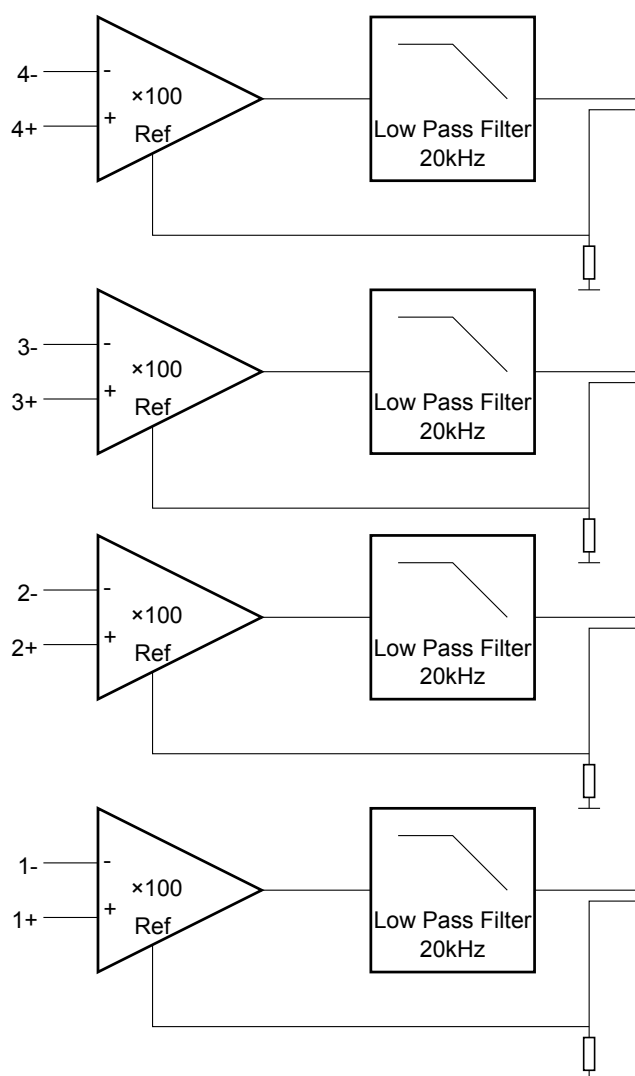 4-
-
×100
4+
+
Ref
Low Pass Filter
20kHz
3-
-
×100
3+
+
Ref
Low Pass Filter
20kHz
2-
-
×100
2+
+
Ref
Low Pass Filter
20kHz
1-
-
×100
1+
+
Ref
Low Pass Filter
20kHz